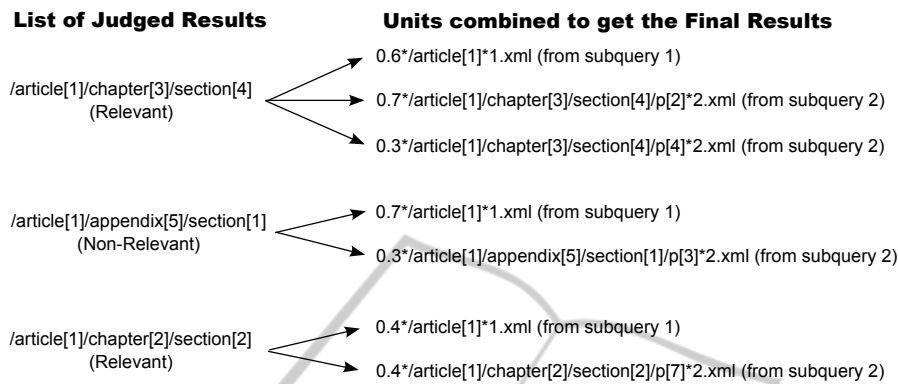 List of Judged Results
Units combined to get the Final Results
/article[1]/chapter[3]/section[4]
(Relevant)
0.6*/article[1]*1.xml (from subquery 1)
0.7*/article[1]/chapter[3]/section[4]/p[2]*2.xml (from subquery 2)
0.3*/article[1]/chapter[3]/section[4]/p[4]*2.xml (from subquery 2)
/article[1]/appendix[5]/section[1]
(Non-Relevant)
0.7*/article[1]*1.xml (from subquery 1)
0.3*/article[1]/appendix[5]/section[1]/p[3]*2.xml (from subquery 2)
/article[1]/chapter[2]/section[2]
(Relevant)
0.4*/article[1]*1.xml (from subquery 1)
0.4*/article[1]/chapter[2]/section[2]/p[7]*2.xml (from subquery 2)